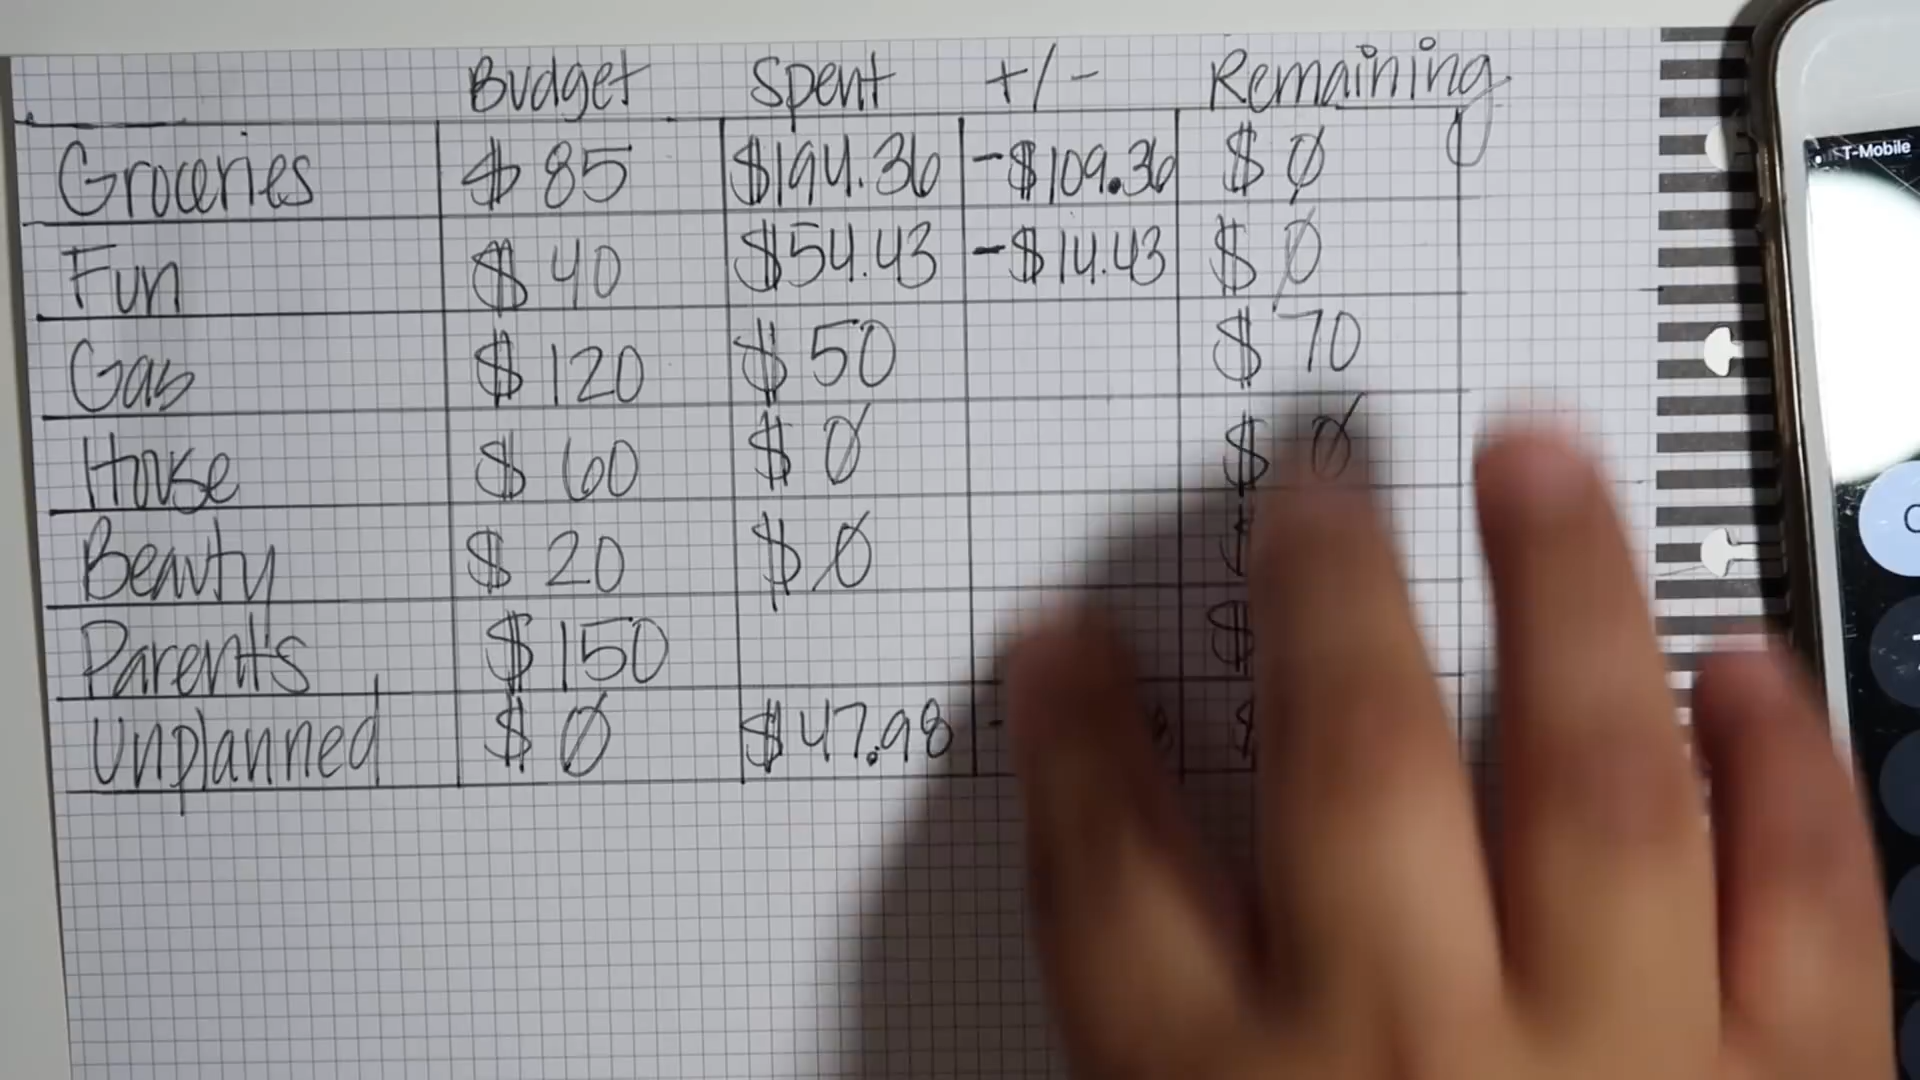 Budget Spent +/- Remaining
Groceries $ 85 $194.36 -$109.36 $ 0
Fun $ 40 $54.43 -$14.43 $ 0
Gas $ 120 $ 50 $ 70
House $ 60 $ 0 $ 0
Beauty $ 20 $ 0 $
Parent's $ 150 $
Unplanned $ 0 $47.98 -
T-Mobile